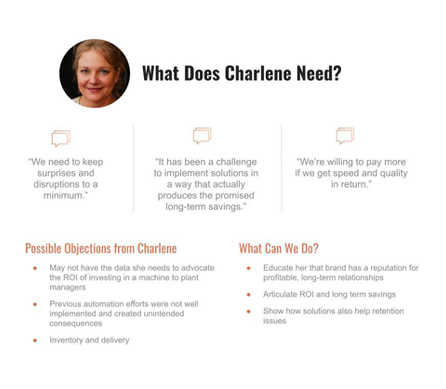 What Does Charlene Need?
“We need to keep
surprises and
disruptions to a
minimum.”
“It has been a challenge
to implement solutions in
a way that actually
produces the promised
long-term savings.”
“We’re willing to pay more
if we get speed and quality
in return.”
Possible Objections from Charlene
● May not have the data she needs to advocate
the ROI of investing in a machine to plant
managers
● Previous automation efforts were not well
implemented and created unintended
consequences
● Inventory and delivery
What Can We Do?
● Educate her that brand has a reputation for
profitable, long-term relationships
● Articulate ROI and long term savings
● Show how solutions also help retention
issues